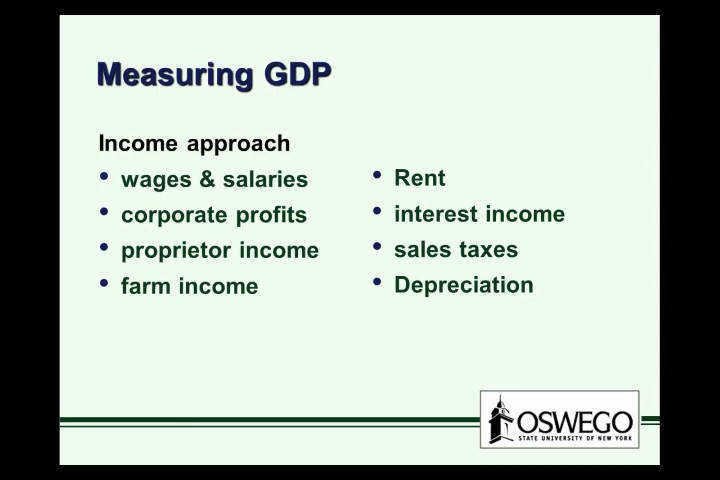 Measuring GDP
Income approach
• wages & salaries
• corporate profits
• proprietor income
• farm income
• Rent
• interest income
• sales taxes
• Depreciation
OSWEGO
STATE UNIVERSITY OF NEW YORK